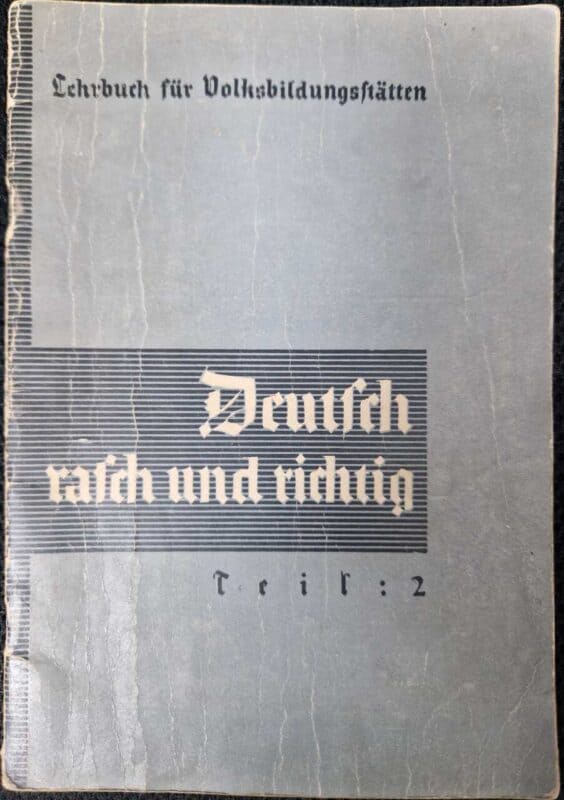 Lehrbuch für Volksbildungsſtätten
Deutſch
raſch und richtig
Teil: 2